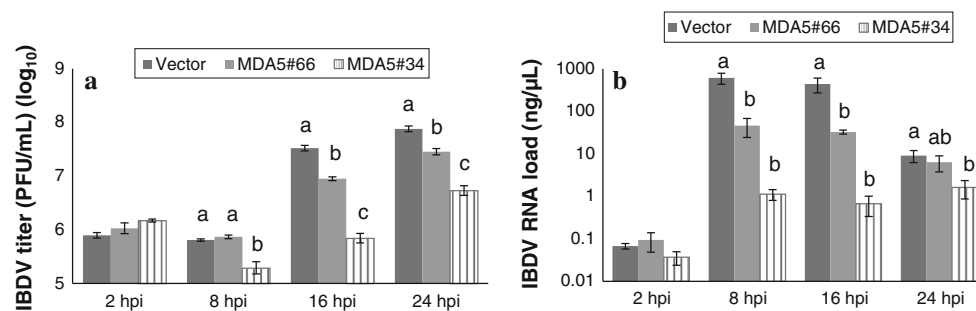 Vector MDA5#66 MDA5#34
a
IBDV titer (PFU/mL) (log10)
9
8
7
6
5
a a b
a b c
a b c
2 hpi 8 hpi 16 hpi 24 hpi
Vector MDA5#66 MDA5#34
b
IBDV RNA load (ng/µL)
1000
100
10
1
0.1
0.01
a b b
a b b
a ab b
2 hpi 8 hpi 16 hpi 24 hpi